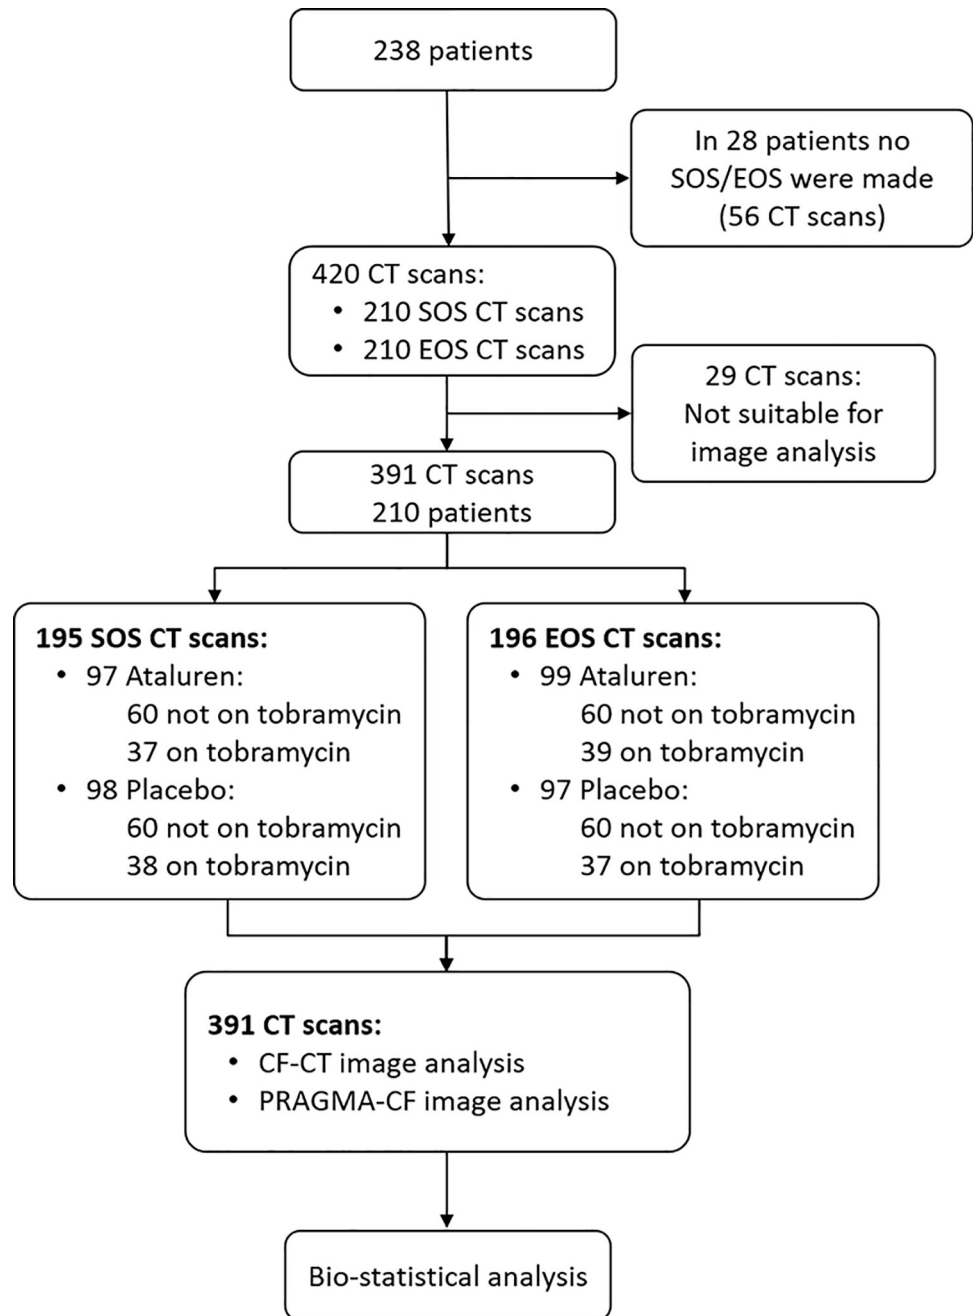 238 patients
In 28 patients no
SOS/EOS were made
(56 CT scans)
420 CT scans:
• 210 SOS CT scans
• 210 EOS CT scans
29 CT scans:
Not suitable for
image analysis
391 CT scans
210 patients
195 SOS CT scans:
• 97 Ataluren:
60 not on tobramycin
37 on tobramycin
• 98 Placebo:
60 not on tobramycin
38 on tobramycin
196 EOS CT scans:
• 99 Ataluren:
60 not on tobramycin
39 on tobramycin
• 97 Placebo:
60 not on tobramycin
37 on tobramycin
391 CT scans:
• CF-CT image analysis
• PRAGMA-CF image analysis
Bio-statistical analysis